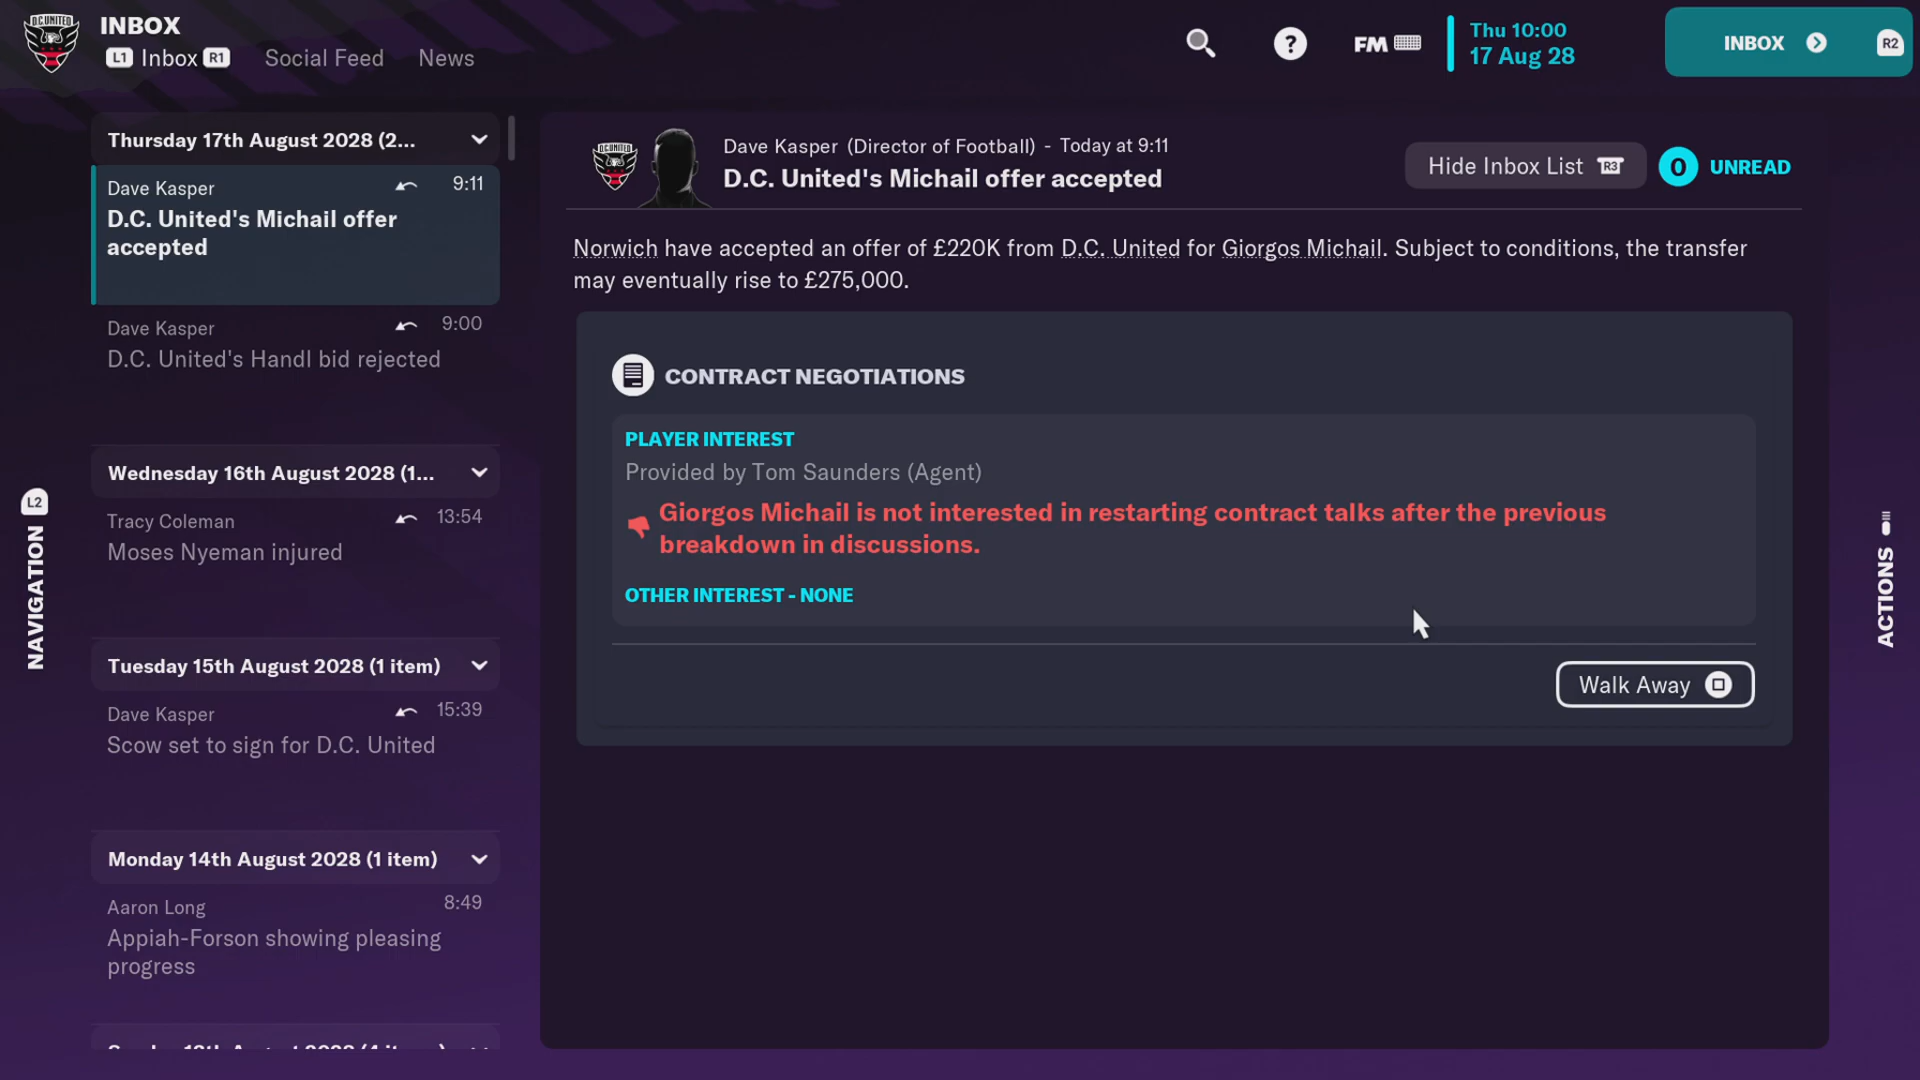 INBOX
L1 Inbox R1 Social Feed News
FM
Thu 10:00
17 Aug 28
INBOX R2
Thursday 17th August 2028 (2...
Dave Kasper 9:11
D.C. United's Michail offer
accepted
Dave Kasper 9:00
D.C. United's Handl bid rejected
Wednesday 16th August 2028 (1...
Tracy Coleman 13:54
Moses Nyeman injured
Tuesday 15th August 2028 (1 item)
Dave Kasper 15:39
Scow set to sign for D.C. United
Monday 14th August 2028 (1 item)
Aaron Long 8:49
Appiah-Forson showing pleasing
progress
L2
NAVIGATION
Dave Kasper (Director of Football) - Today at 9:11
D.C. United's Michail offer accepted
Hide Inbox List R3
0 UNREAD
Norwich have accepted an offer of £220K from D.C. United for Giorgos Michail. Subject to conditions, the transfer
may eventually rise to £275,000.
CONTRACT NEGOTIATIONS
PLAYER INTEREST
Provided by Tom Saunders (Agent)
Giorgos Michail is not interested in restarting contract talks after the previous
breakdown in discussions.
OTHER INTEREST - NONE
Walk Away
ACTIONS